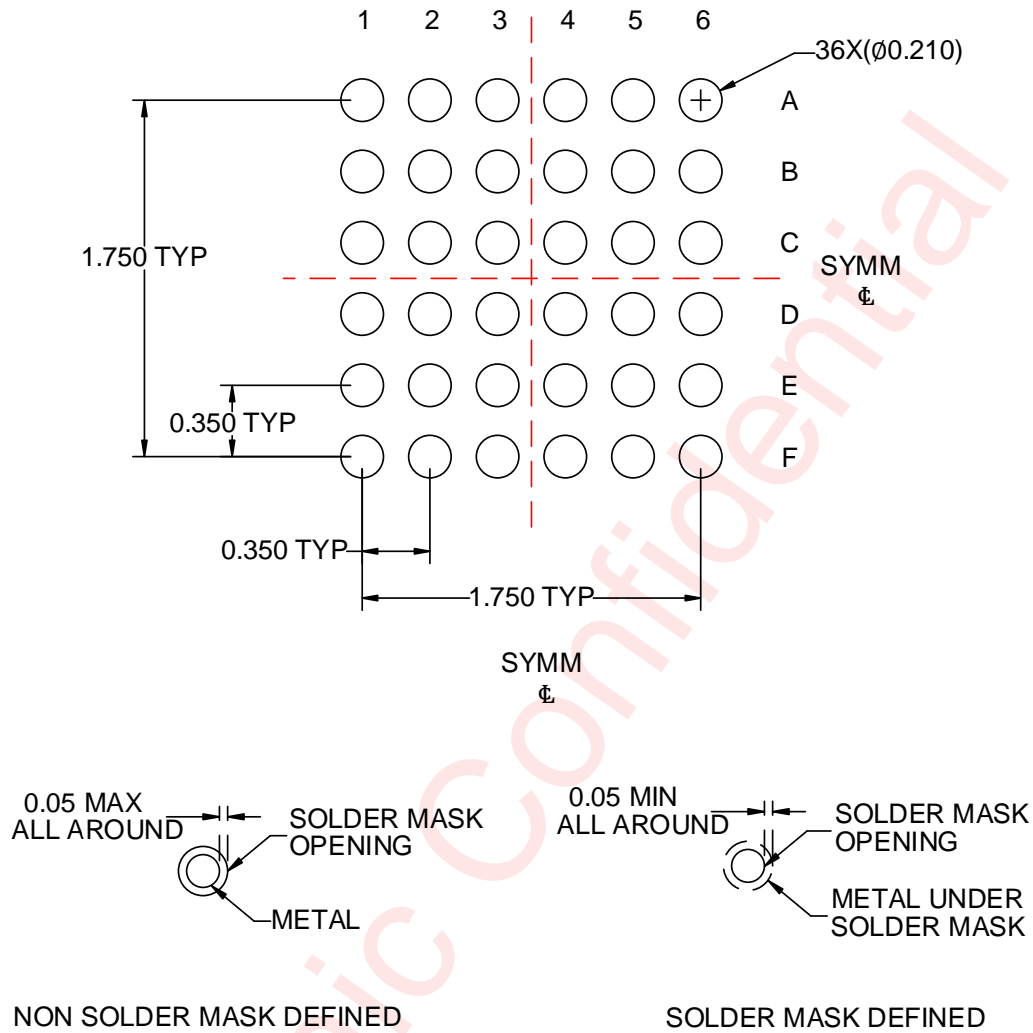 1 2 3 4 5 6
36X(Ø0.210)
A
B
C
1.750 TYP
SYMM
℄
D
E
0.350 TYP
F
0.350 TYP
1.750 TYP
SYMM
℄
0.05 MAX
ALL AROUND
SOLDER MASK
OPENING
METAL
NON SOLDER MASK DEFINED
0.05 MIN
ALL AROUND
SOLDER MASK
OPENING
METAL UNDER
SOLDER MASK
SOLDER MASK DEFINED
Confidential